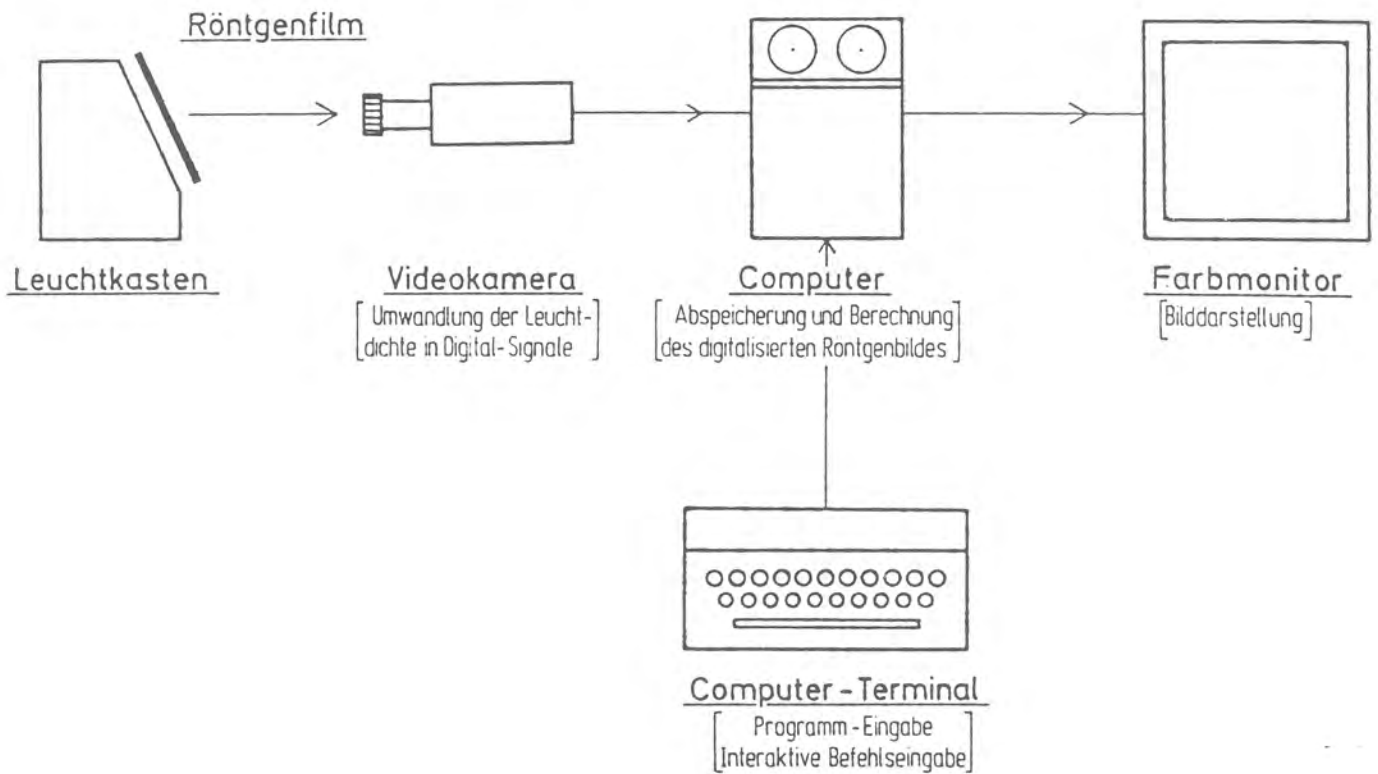 Röntgenfilm
Leuchtkasten
Videokamera
[Umwandlung der Leucht-
dichte in Digital-Signale]
Computer
[Abspeicherung und Berechnung
des digitalisierten Röntgenbildes]
Farbmonitor
[Bilddarstellung]
Computer-Terminal
[Programm-Eingabe
Interaktive Befehlseingabe]